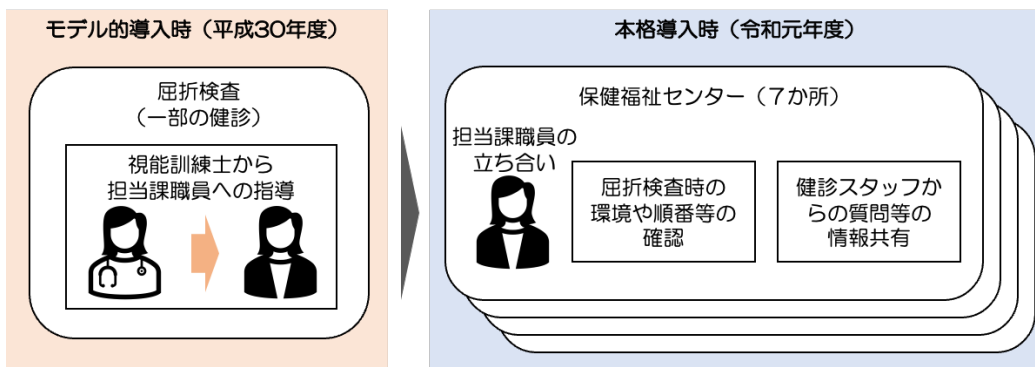 モデル的導入時（平成30年度）
屈折検査
（一部の健診）
視能訓練士から
担当課職員への指導
本格導入時（令和元年度）
保健福祉センター（７か所）
担当課職員の
立ち合い
屈折検査時の
環境や順番等の
確認
健診スタッフか
らの質問等の
情報共有